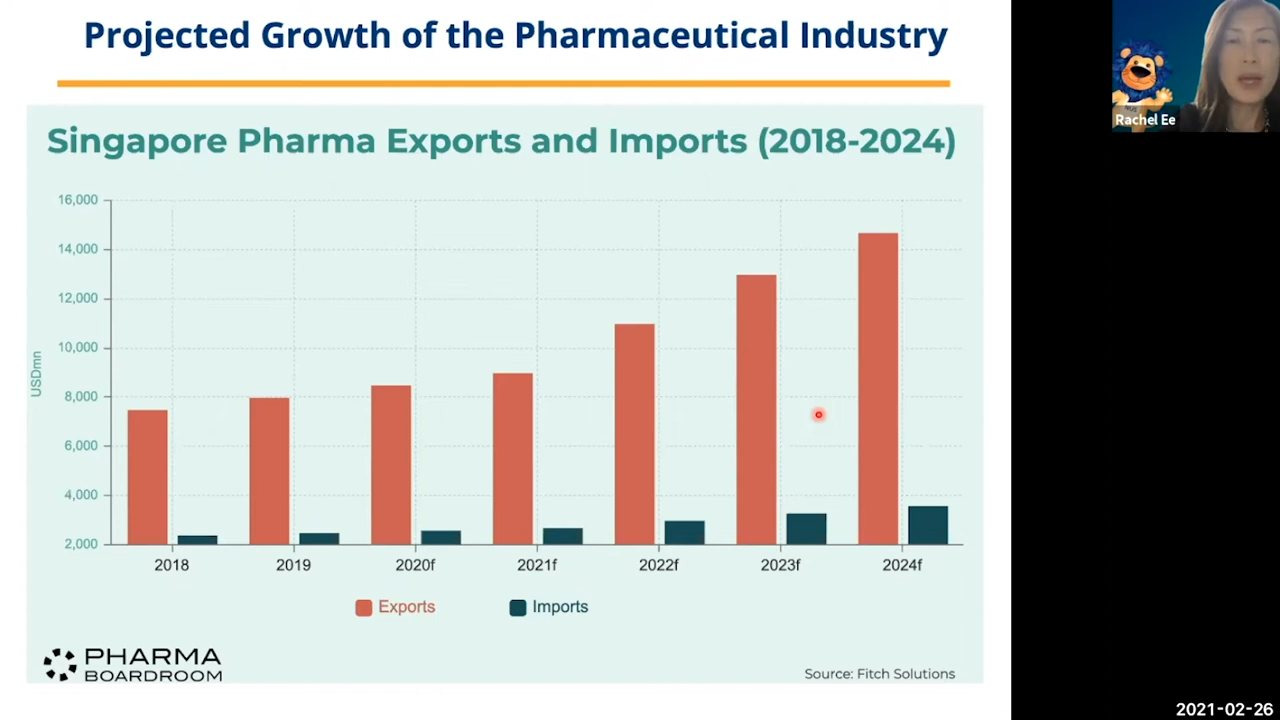 Projected Growth of the Pharmaceutical Industry
Rachel Ee
Singapore Pharma Exports and Imports (2018-2024)
USDmn
16,000
14,000
12,000
10,000
8,000
6,000
4,000
2,000
2018 2019 2020f 2021f 2022f 2023f 2024f
Exports Imports
PHARMA
BOARDROOM
Source: Fitch Solutions
2021-02-26